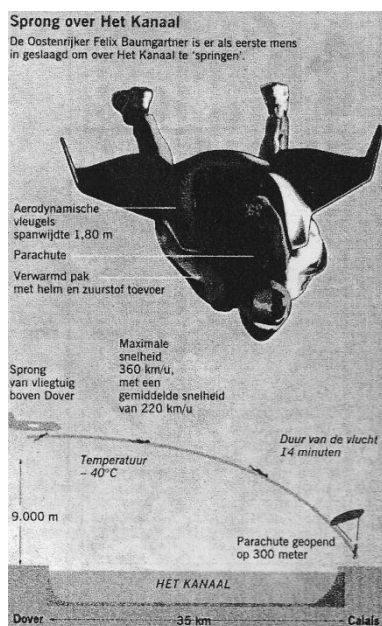 Sprong over Het Kanaal
De Oostenrijker Felix Baumgartner is er als eerste mens
in geslaagd om over Het Kanaal te 'springen'.
Aerodynamische
vleugels
spanwijdte 1,80 m
Parachute
Verwarmd pak
met helm en zuurstof toevoer
Maximale
snelheid
360 km/u,
met een
gemiddelde snelheid
van 220 km/u
Sprong
van vliegtuig
boven Dover
Duur van de vlucht
14 minuten
Temperatuur
– 40°C
9.000 m
Parachute geopend
op 300 meter
HET KANAAL
Dover
35 km
Calais